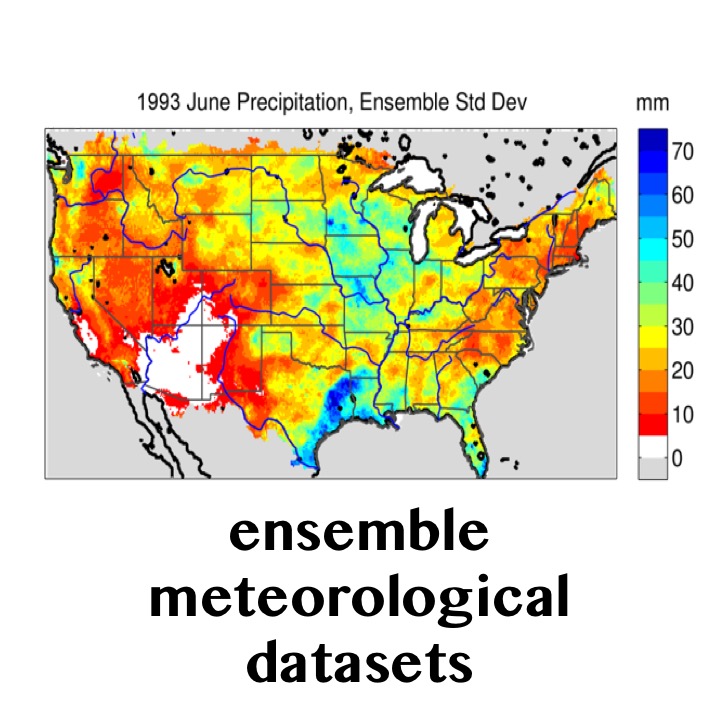 1993 June Precipitation, Ensemble Std Dev
mm
70
60
50
40
30
20
10
0
ensemble
meteorological
datasets